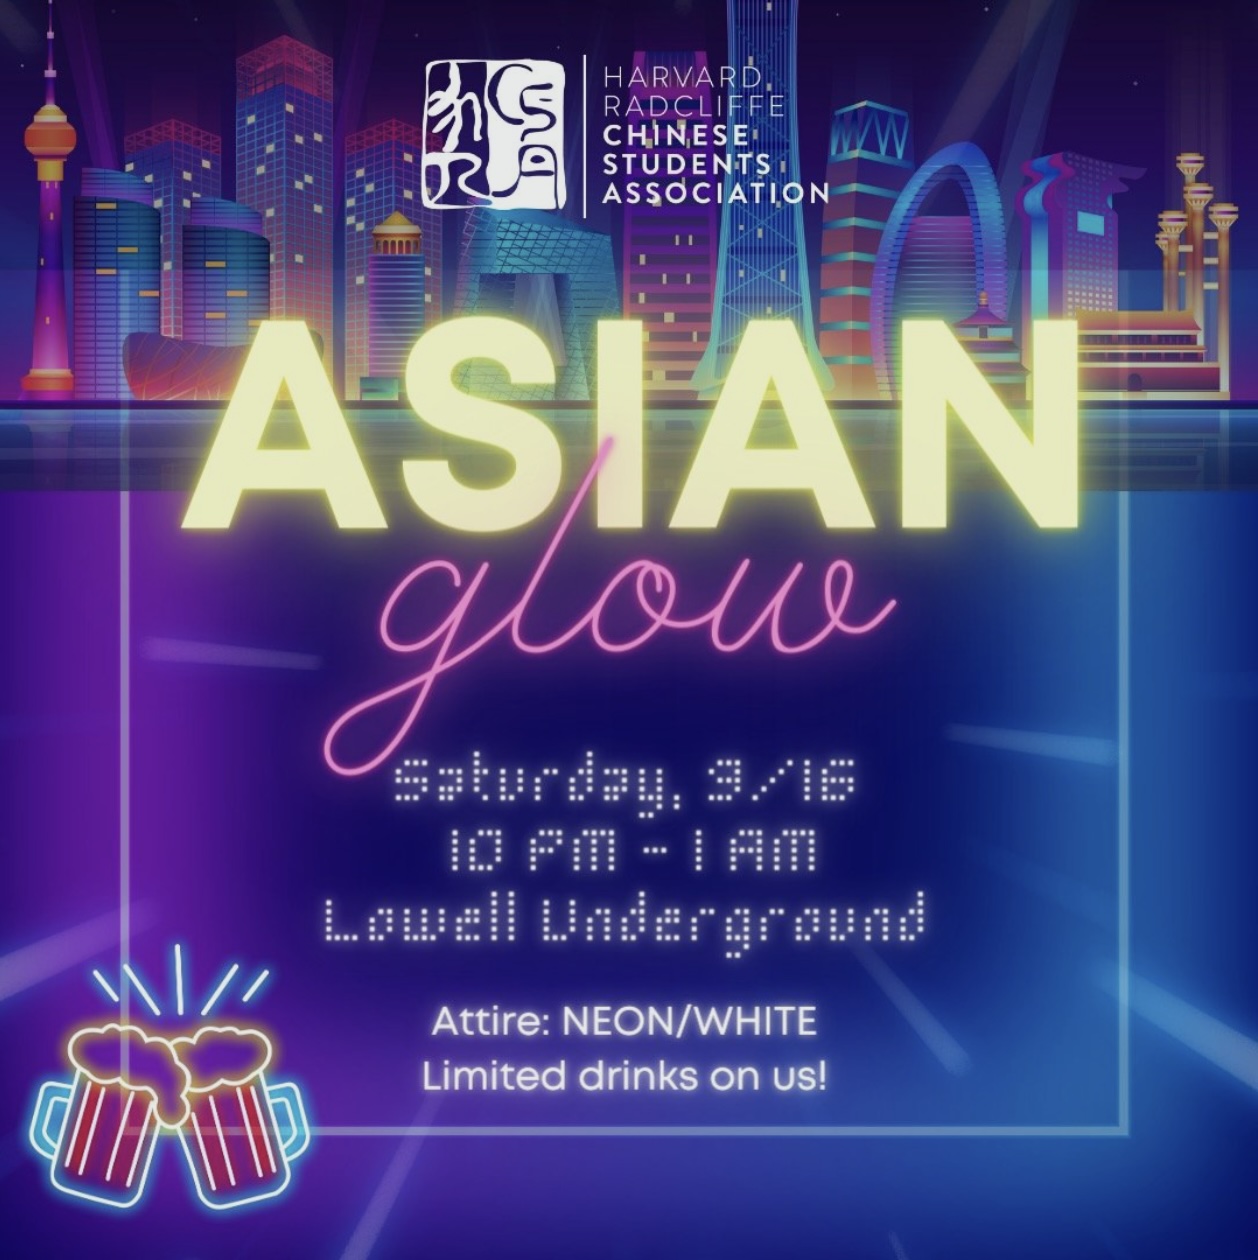 HARVARD
RADCLIFFE
CHINESE
STUDENTS
ASSOCIATION
ASIAN
glow
Saturday, 9/16
10 PM - 1 AM
Lowell Underground
Attire: NEON/WHITE
Limited drinks on us!